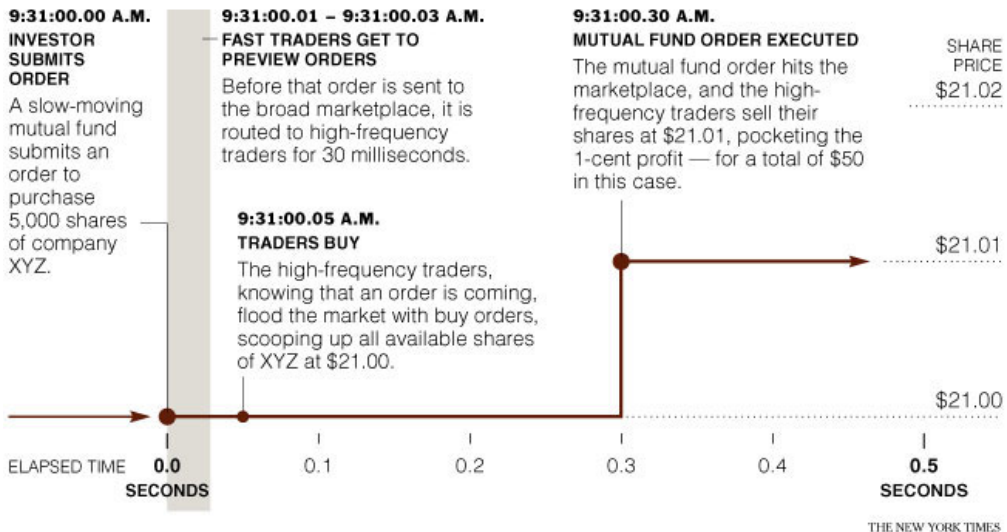 9:31:00.00 A.M.
INVESTOR
SUBMITS
ORDER
A slow-moving
mutual fund
submits an
order to
purchase
5,000 shares
of company
XYZ.
9:31:00.01 – 9:31:00.03 A.M.
FAST TRADERS GET TO
PREVIEW ORDERS
Before that order is sent to
the broad marketplace, it is
routed to high-frequency
traders for 30 milliseconds.
9:31:00.05 A.M.
TRADERS BUY
The high-frequency traders,
knowing that an order is coming,
flood the market with buy orders,
scooping up all available shares
of XYZ at $21.00.
9:31:00.30 A.M.
MUTUAL FUND ORDER EXECUTED
The mutual fund order hits the
marketplace, and the high-
frequency traders sell their
shares at $21.01, pocketing the
1-cent profit — for a total of $50
in this case.
SHARE
PRICE
$21.02
$21.01
$21.00
ELAPSED TIME 0.0 0.1 0.2 0.3 0.4 0.5
SECONDS SECONDS
THE NEW YORK TIMES